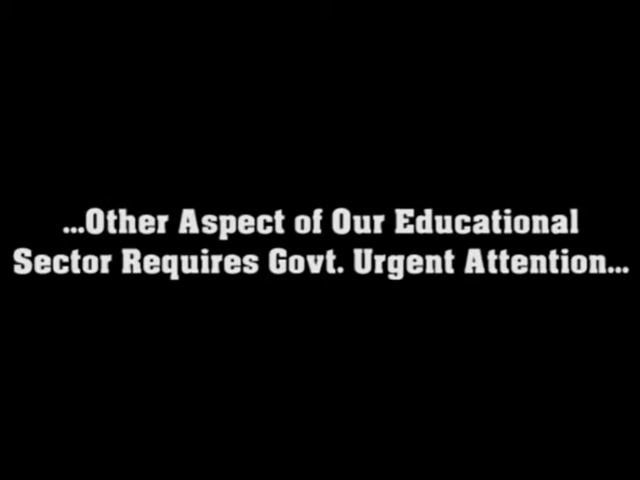 ...Other Aspect of Our Educational
Sector Requires Govt. Urgent Attention...